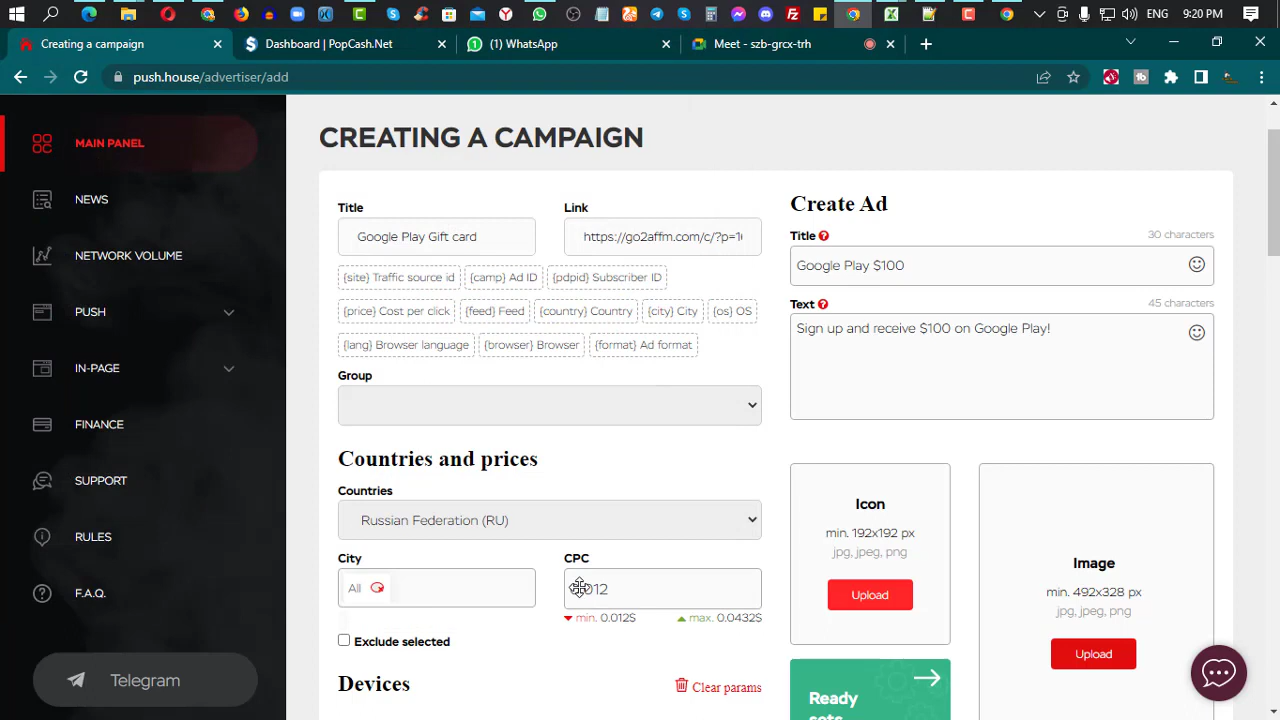 ENG 9:20 PM
Creating a campaign
Dashboard | PopCash.Net
(1) WhatsApp
Meet - szb-grcx-trh
push.house/advertiser/add
MAIN PANEL
NEWS
NETWORK VOLUME
PUSH
IN-PAGE
FINANCE
SUPPORT
RULES
F.A.Q.
Telegram
CREATING A CAMPAIGN
Title Link
Google Play Gift card https://go2affm.com/c/?p=1
{site} Traffic source id {camp} Ad ID {pdpid} Subscriber ID
{price} Cost per click {feed} Feed {country} Country {city} City {os} OS
{lang} Browser language {browser} Browser {format} Ad format
Group
Countries and prices
Countries
Russian Federation (RU)
City CPC
All
min. 0.012$ max. 0.0432$
Exclude selected
Devices Clear params
Create Ad
Title 30 characters
Google Play $100
Text 45 characters
Sign up and receive $100 on Google Play!
Icon
min. 192x192 px
jpg, jpeg, png
Upload
Image
min. 492x328 px
jpg, jpeg, png
Upload
Ready
sets